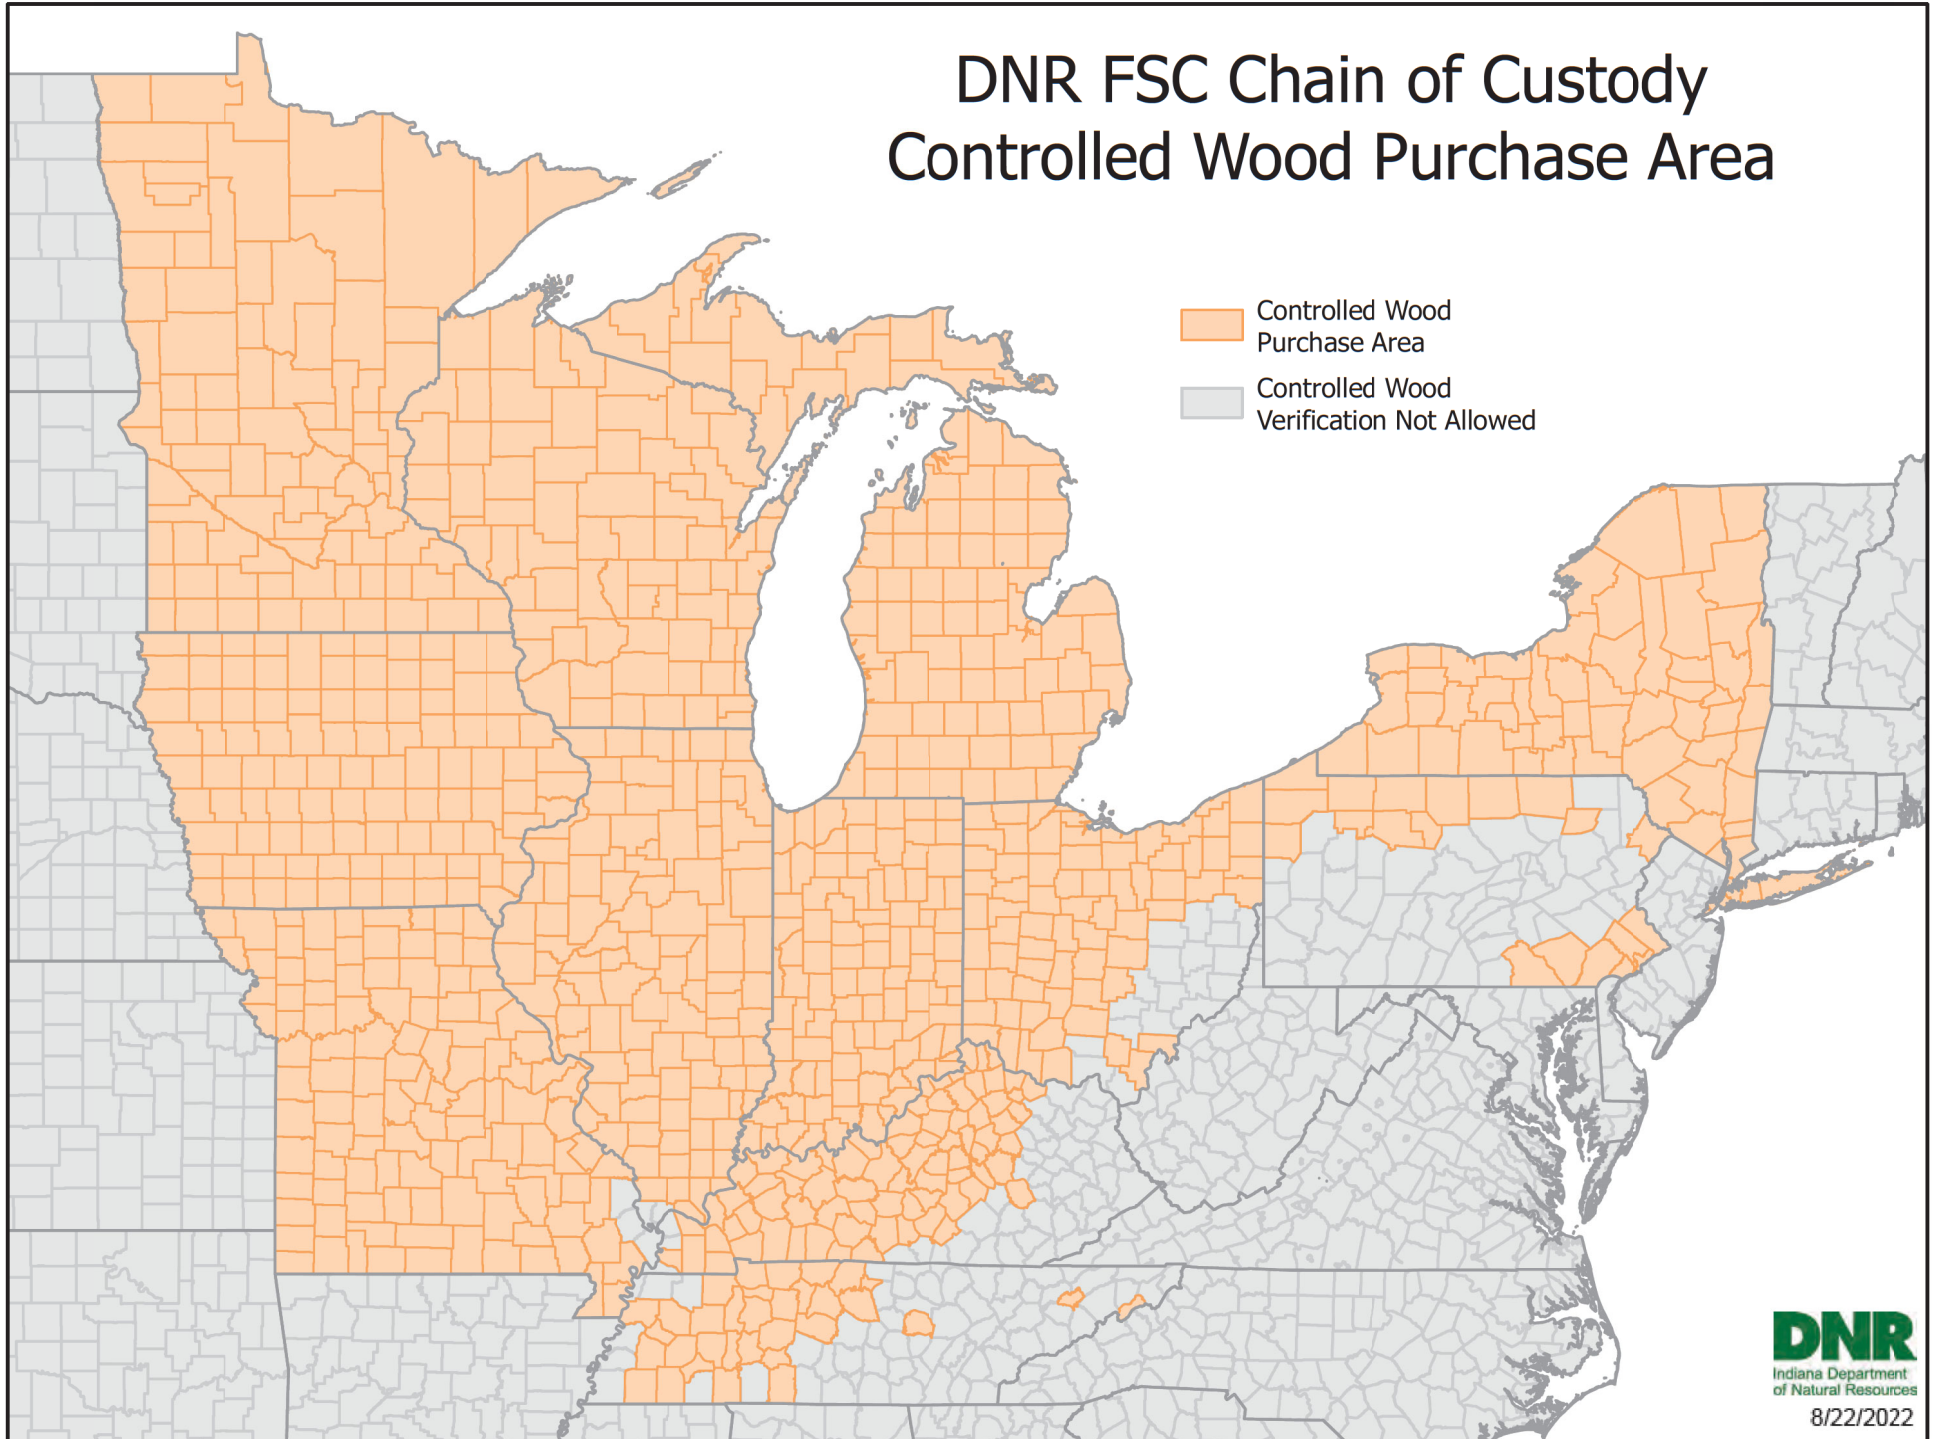 DNR FSC Chain of Custody
Controlled Wood Purchase Area
Controlled Wood
Purchase Area
Controlled Wood
Verification Not Allowed
DNR
Indiana Department
of Natural Resources
8/22/2022